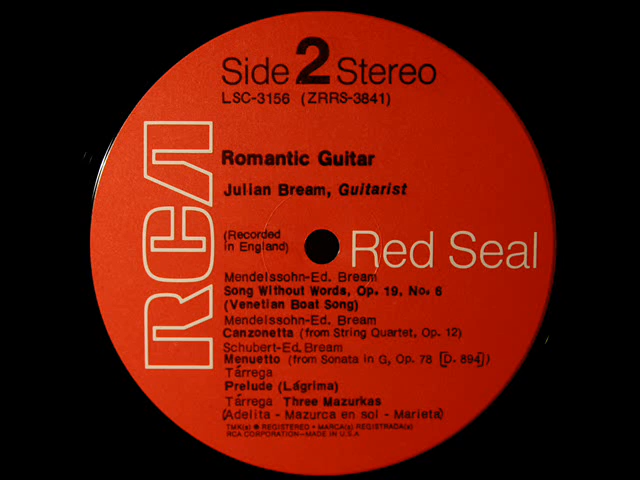 Side 2 Stereo
LSC-3156 (ZRRS-3841)
RCA
Romantic Guitar
Julian Bream, Guitarist
(Recorded
in England)
Red Seal
Mendelssohn-Ed. Bream
Song Without Words, Op. 19, No. 6
(Venetian Boat Song)
Mendelssohn-Ed. Bream
Canzonetta (from String Quartet, Op. 12)
Schubert-Ed. Bream
Menuetto (from Sonata in G, Op. 78 [D. 894])
Tárrega
Prelude (Lágrima)
Tárrega Three Mazurkas
(Adelita - Mazurca en sol - Marieta)
TMK(s) ® REGISTERED • MARCA(s) REGISTRADA(s)
RCA CORPORATION—MADE IN U.S.A